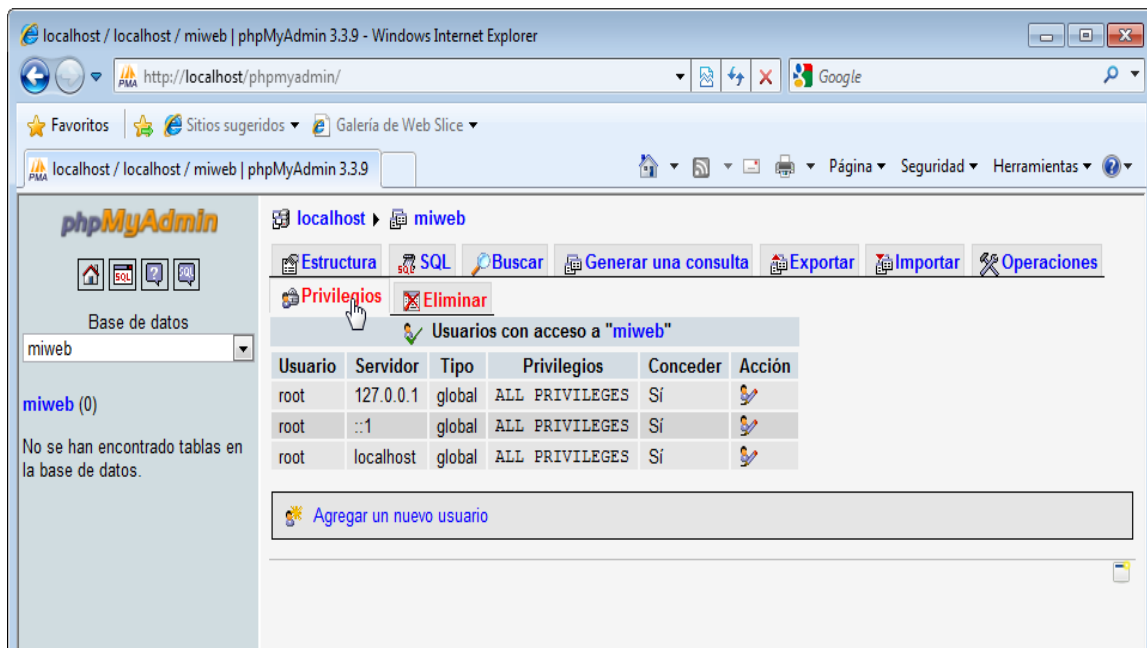 localhost / localhost / miweb | phpMyAdmin 3.3.9 - Windows Internet Explorer
PMA http://localhost/phpmyadmin/ Google
Favoritos Sitios sugeridos Galería de Web Slice
PMA localhost / localhost / miweb | phpMyAdmin 3.3.9 Página Seguridad Herramientas
phpMyAdmin
SQL SQL
Base de datos
miweb
miweb (0)
No se han encontrado tablas en
la base de datos.
localhost miweb
Estructura SQL Buscar Generar una consulta Exportar Importar Operaciones
Privilegios Eliminar
Usuarios con acceso a "miweb"
Usuario Servidor Tipo Privilegios Conceder Acción
root 127.0.0.1 global ALL PRIVILEGES Sí
root ::1 global ALL PRIVILEGES Sí
root localhost global ALL PRIVILEGES Sí
Agregar un nuevo usuario